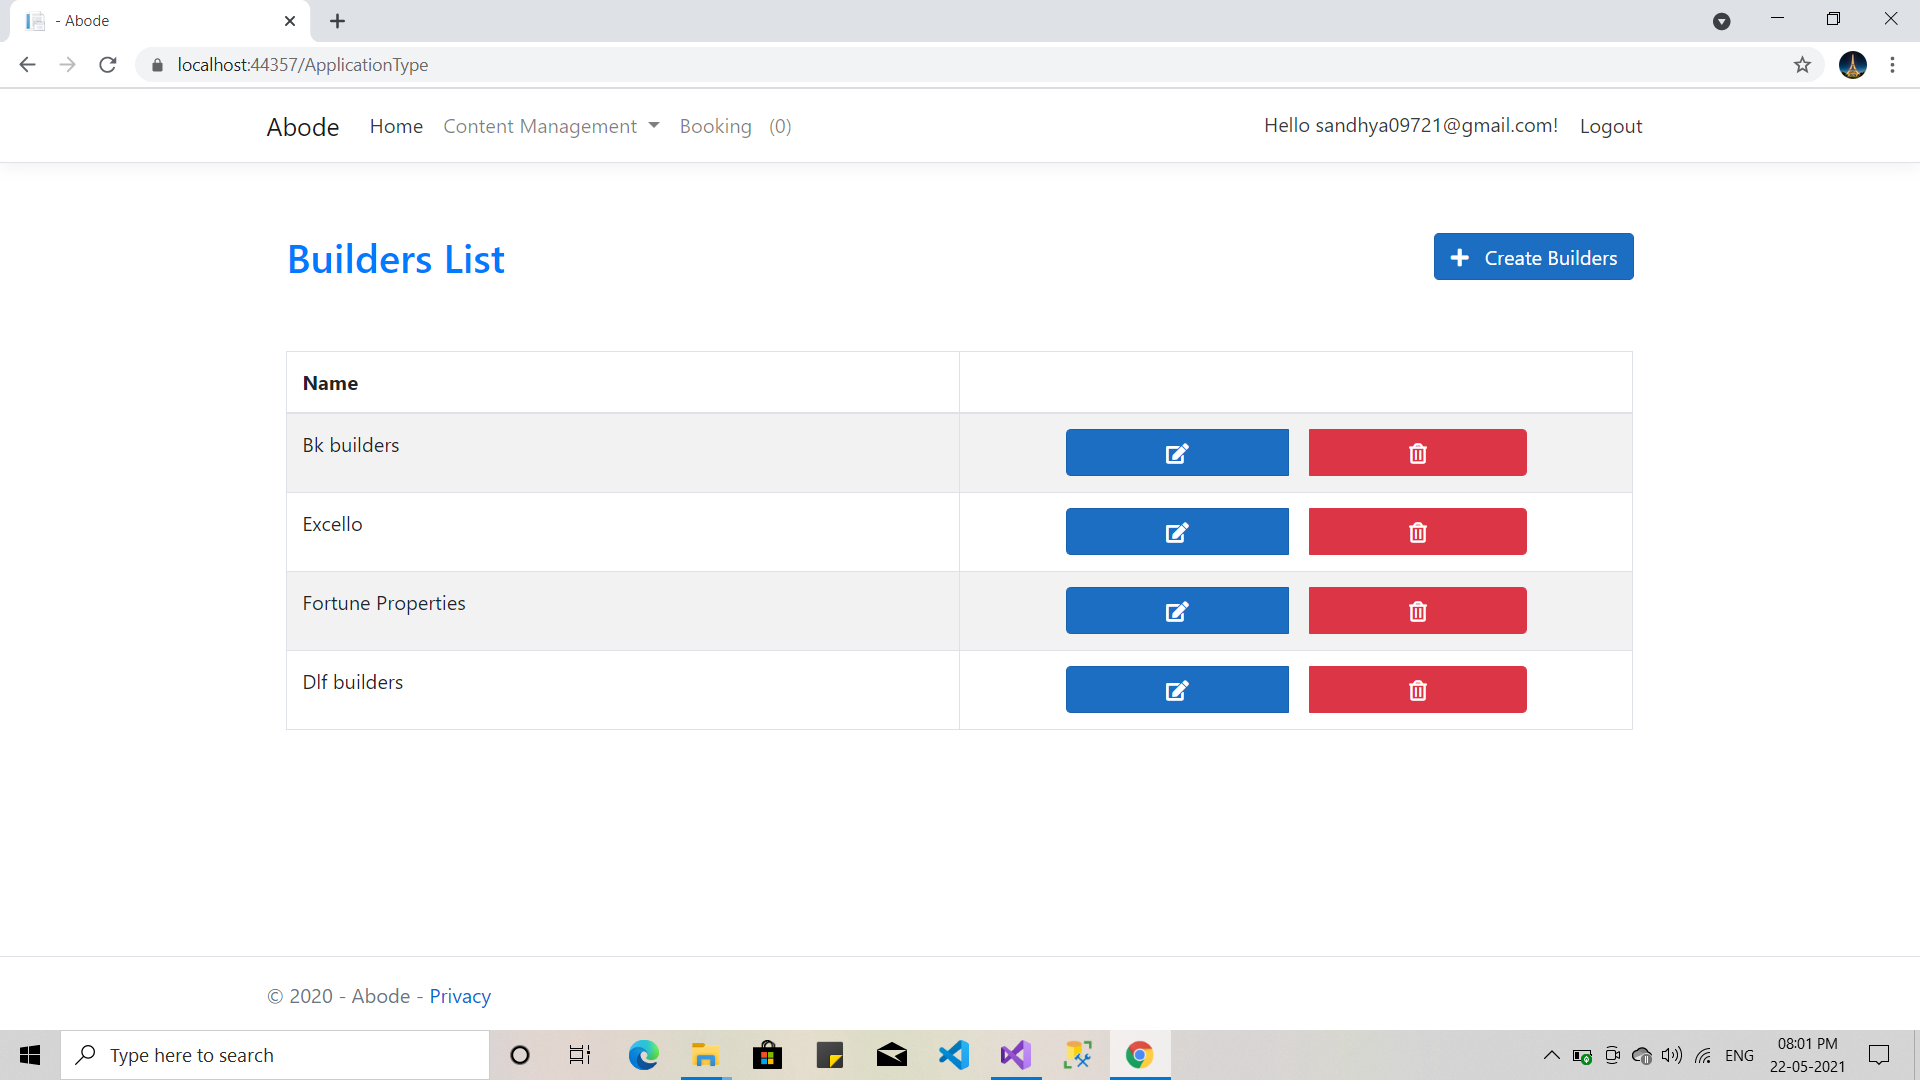 - Abode
localhost:44357/ApplicationType
Abode Home Content Management Booking (0) Hello sandhya09721@gmail.com! Logout
Builders List
Create Builders
Name
Bk builders
Excello
Fortune Properties
Dlf builders
© 2020 - Abode - Privacy
Type here to search
ENG
08:01 PM
22-05-2021